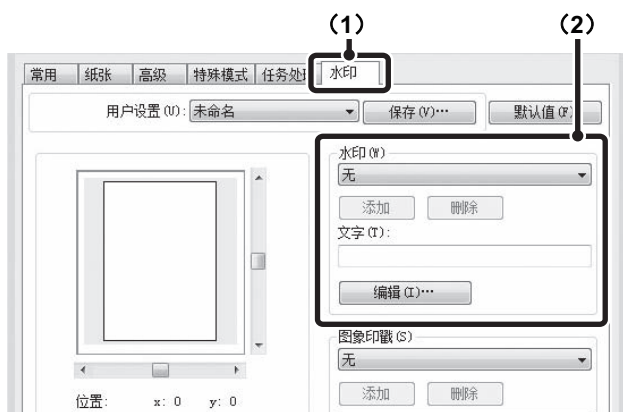 （1）
（2）
常用 纸张 高级 特殊模式 任务处理 水印
用户设置(U): 未命名 保存(V)… 默认值(F)
水印(W)
无
添加 删除
文字(T):
编辑(I)…
图象印戳(S)
无
添加 删除
位置: x: 0 y: 0